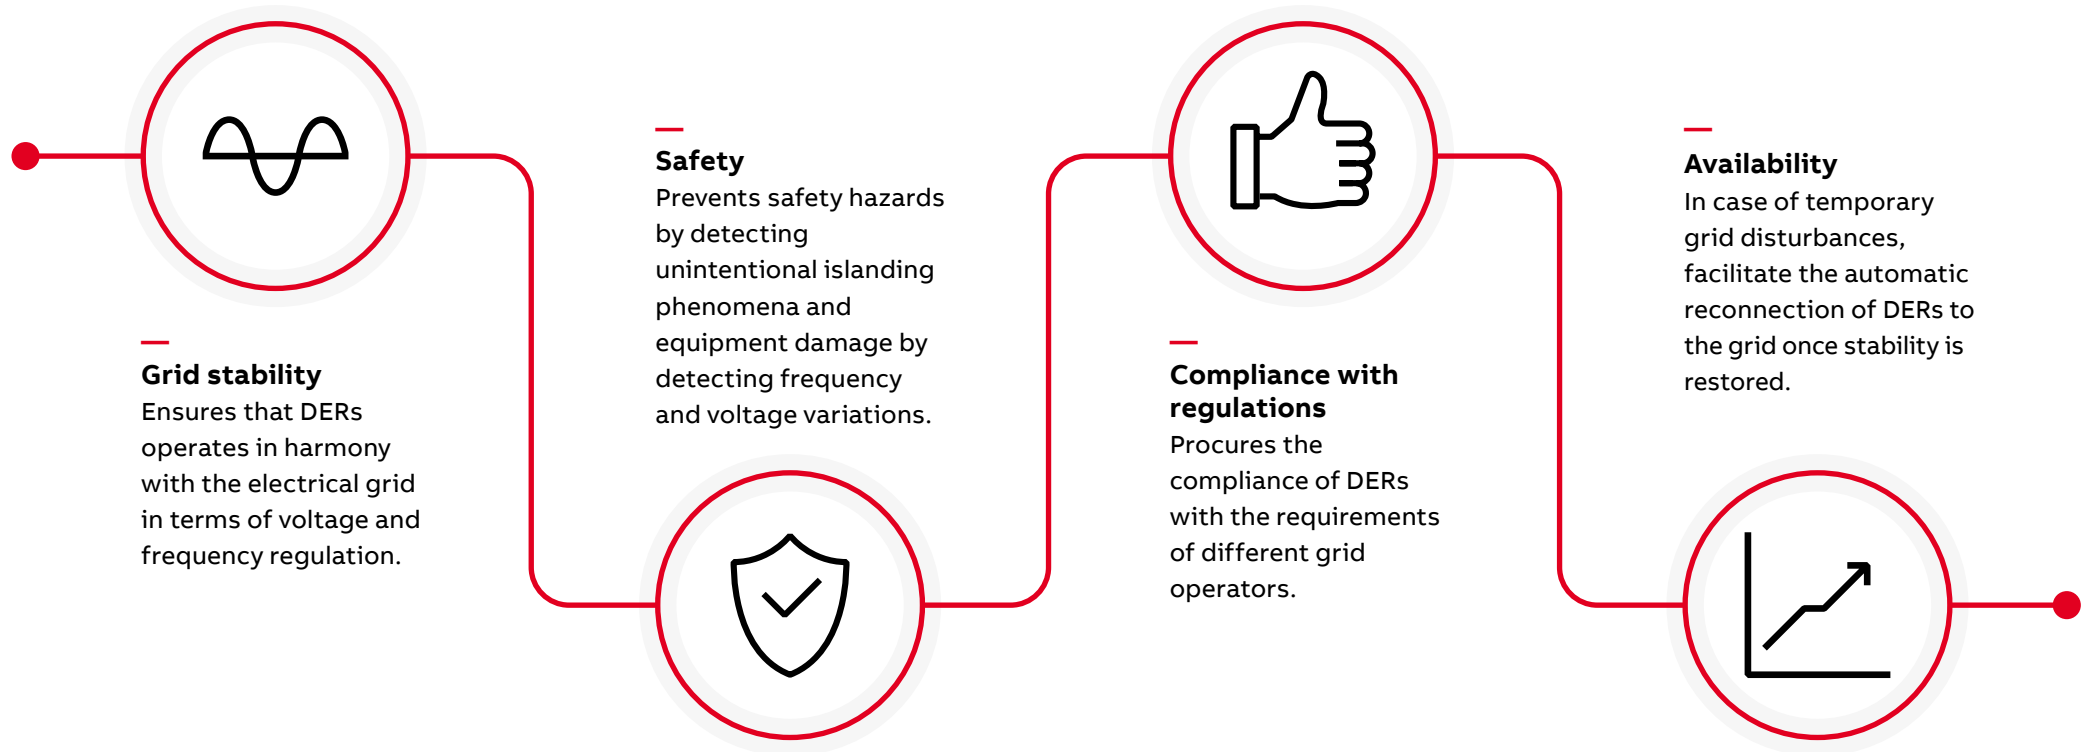 Grid stability
Ensures that DERs
operates in harmony
with the electrical grid
in terms of voltage and
frequency regulation.
Safety
Prevents safety hazards
by detecting
unintentional islanding
phenomena and
equipment damage by
detecting frequency
and voltage variations.
Compliance with
regulations
Procures the
compliance of DERs
with the requirements
of different grid
operators.
Availability
In case of temporary
grid disturbances,
facilitate the automatic
reconnection of DERs to
the grid once stability is
restored.